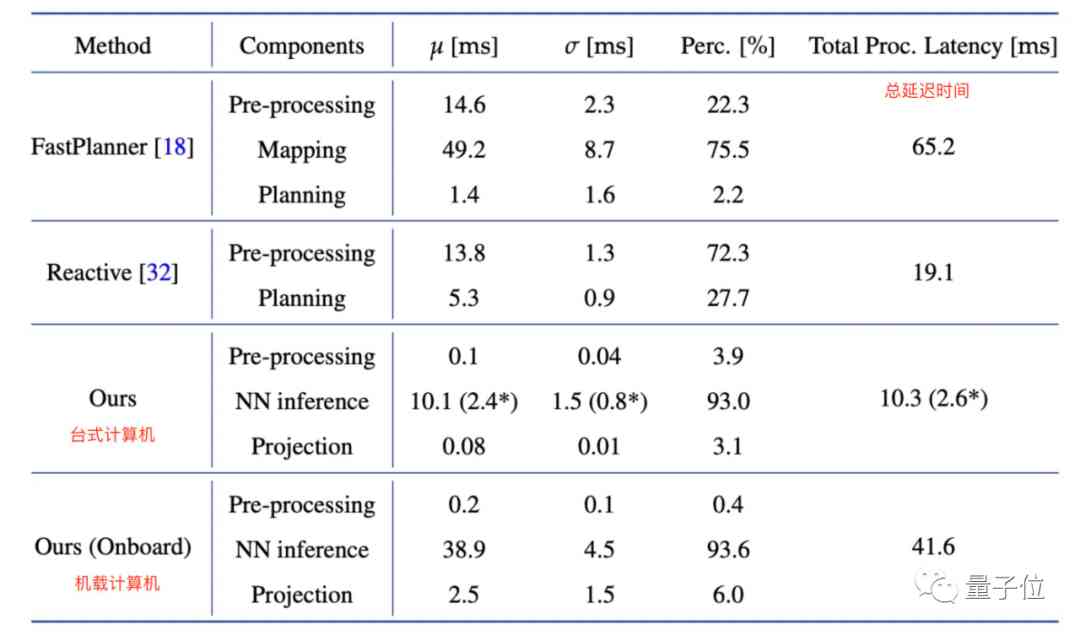 Method Components μ [ms] σ [ms] Perc. [%] Total Proc. Latency [ms]
总延迟时间
Pre-processing 14.6 2.3 22.3
FastPlanner [18] Mapping 49.2 8.7 75.5 65.2
Planning 1.4 1.6 2.2
Pre-processing 13.8 1.3 72.3
Reactive [32] 19.1
Planning 5.3 0.9 27.7
Pre-processing 0.1 0.04 3.9
Ours NN inference 10.1 (2.4*) 1.5 (0.8*) 93.0 10.3 (2.6*)
台式计算机
Projection 0.08 0.01 3.1
Pre-processing 0.2 0.1 0.4
Ours (Onboard) NN inference 38.9 4.5 93.6 41.6
机载计算机
Projection 2.5 1.5 6.0
量子位